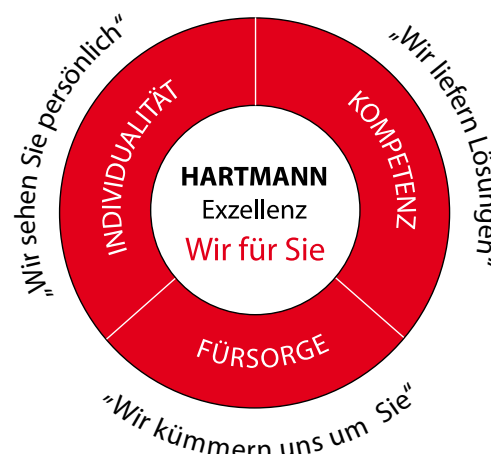 „Wir sehen Sie persönlich“
„Wir liefern Lösungen“
INDIVIDUALITÄT
KOMPETENZ
HARTMANN
Exzellenz
Wir für Sie
FÜRSORGE
„Wir kümmern uns um Sie“